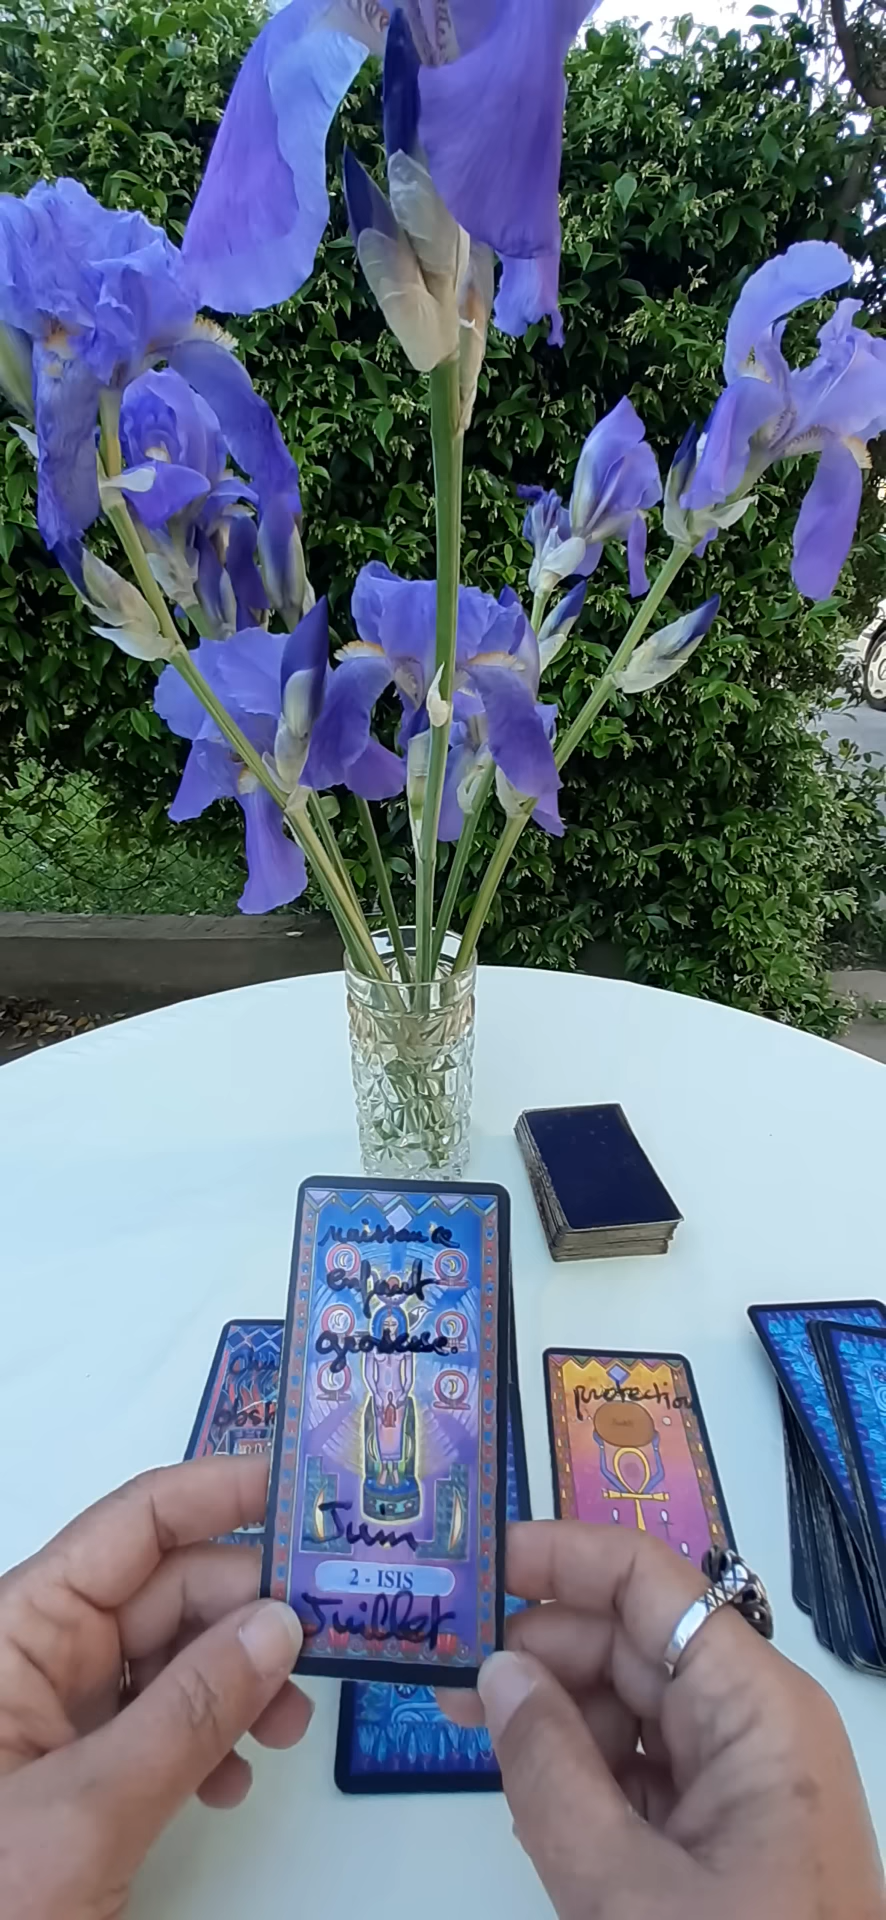 naissance
enfant
grossesse.
Juin
2 - ISIS
Juillet
protection